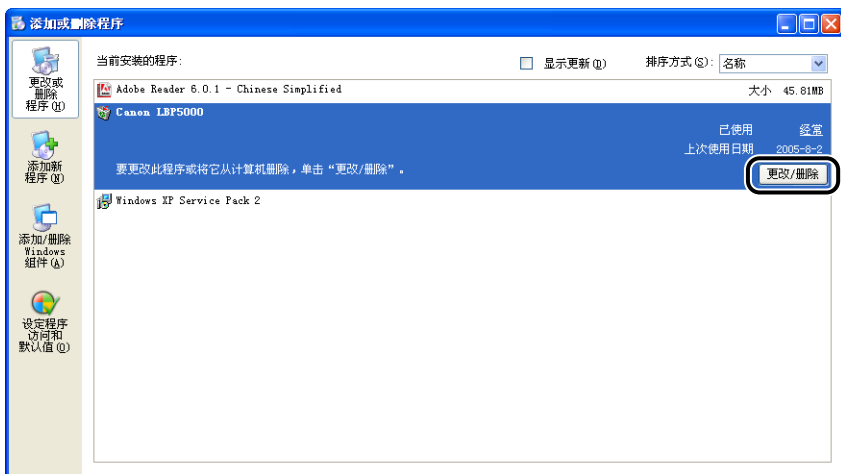 添加或删除程序
更改或
删除
程序(H)
添加新
程序(N)
添加/删除
Windows
组件(A)
设定程序
访问和
默认值(O)
当前安装的程序:
显示更新(D)
排序方式(S): 名称
Adobe Reader 6.0.1 - Chinese Simplified 大小 45.81MB
Canon LBP5000
已使用 经常
上次使用日期 2005-8-2
要更改此程序或将它从计算机删除，单击“更改/删除”。
更改/删除
Windows XP Service Pack 2